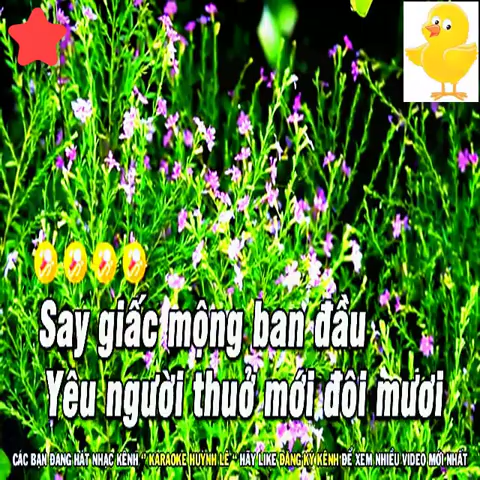 Say giấc mộng ban đầu
Yêu người thuở mới đôi mươi
CÁC BẠN ĐANG HÁT NHẠC KÊNH " KARAOKE HUỲNH LÊ " HÃY LIKE ĐĂNG KÝ KÊNH ĐỂ XEM NHIỀU VIDEO MỚI NHẤT